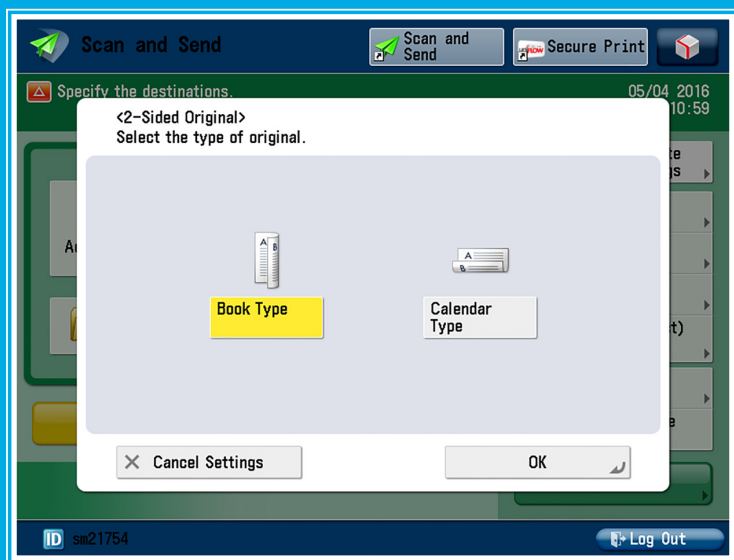 Scan and Send
Scan and
Send
Secure Print
Specify the destinations.
05/04 2016
10:59
<2-Sided Original>
Select the type of original.
A
B
Book Type
A
B
Calendar
Type
Cancel Settings
OK
ID
sm21754
Log Out